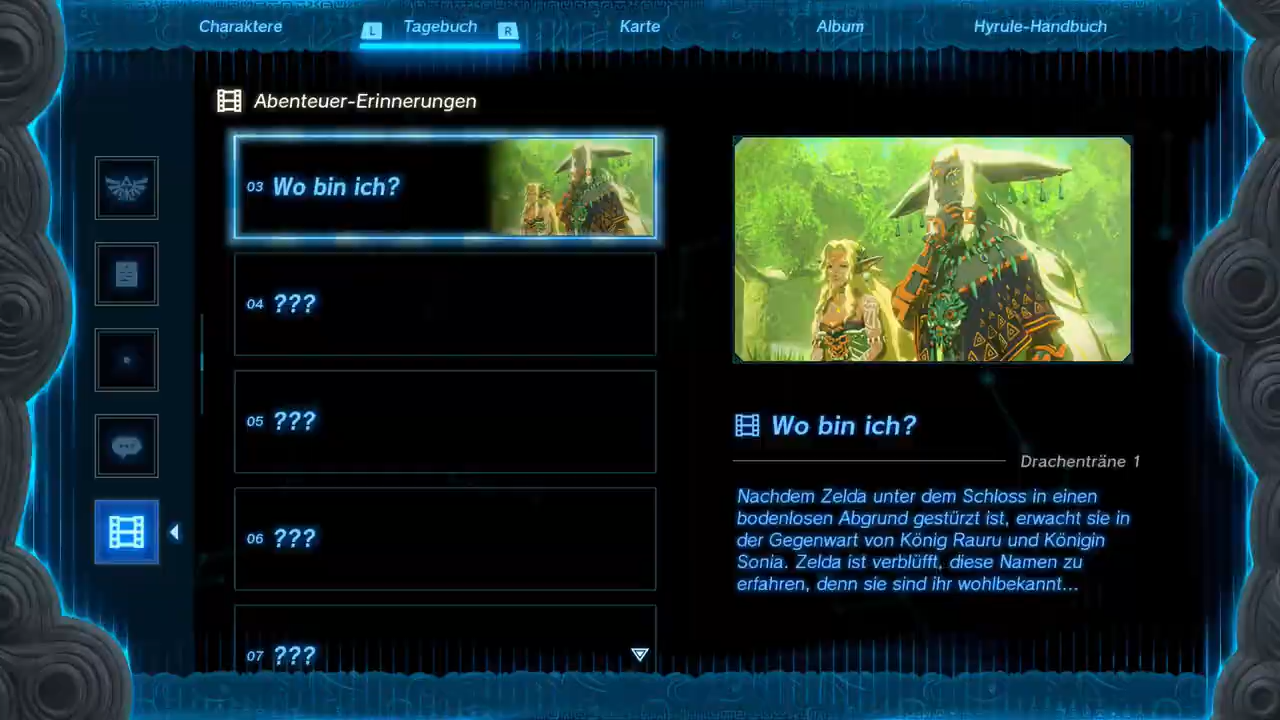 Charaktere
L
Tagebuch
R
Karte
Album
Hyrule-Handbuch
Abenteuer-Erinnerungen
03 Wo bin ich?
04 ???
05 ???
06 ???
07 ???
Wo bin ich?
Drachenträne 1
Nachdem Zelda unter dem Schloss in einen
bodenlosen Abgrund gestürzt ist, erwacht sie in
der Gegenwart von König Rauru und Königin
Sonia. Zelda ist verblüfft, diese Namen zu
erfahren, denn sie sind ihr wohlbekannt...